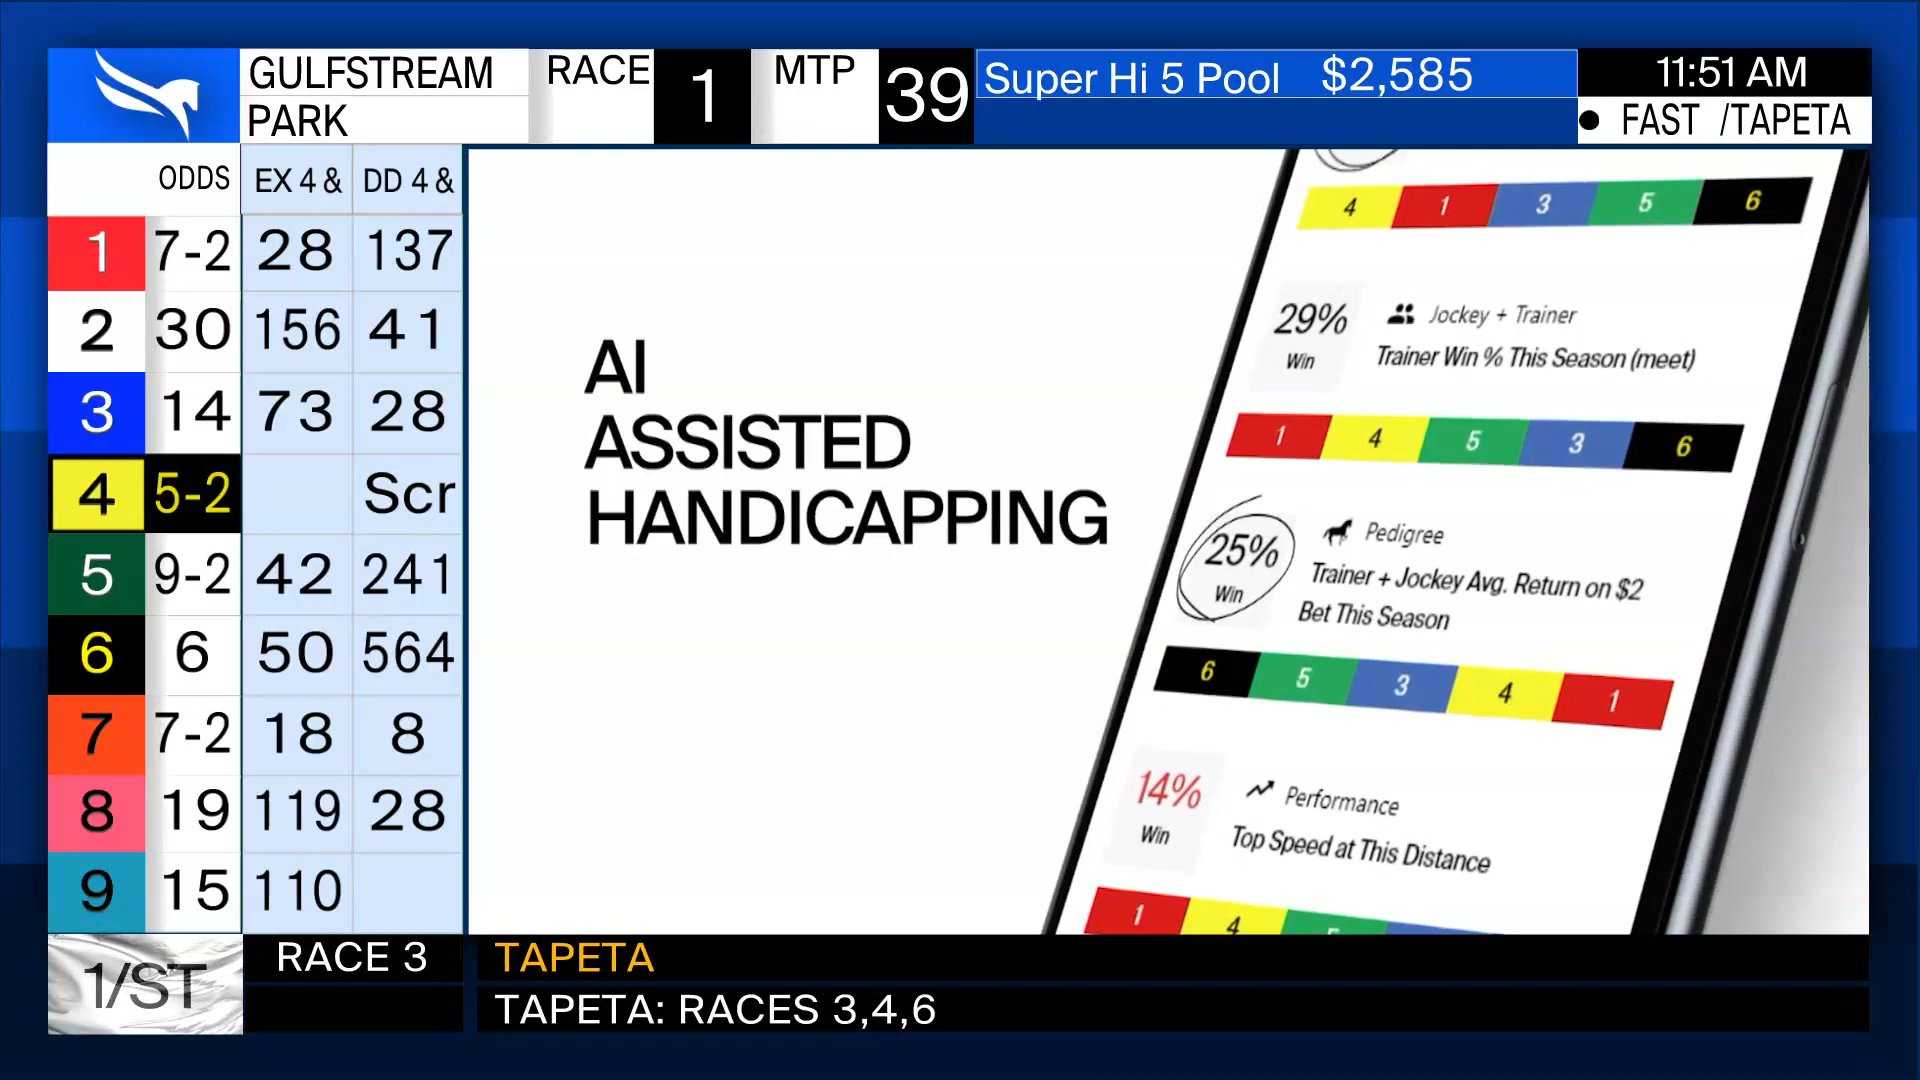 GULFSTREAM
PARK
RACE 1 MTP 39
Super Hi 5 Pool $2,585
11:51 AM
FAST /TAPETA
ODDS EX 4 & DD 4 &
1 7-2 28 137
2 30 156 41
3 14 73 28
4 5-2 Scr
5 9-2 42 241
6 6 50 564
7 7-2 18 8
8 19 119 28
9 15 110
AI
ASSISTED
HANDICAPPING
4 1 3 5 6
29% Win
Jockey + Trainer
Trainer Win % This Season (meet)
1 4 5 3 6
25% Win
Pedigree
Trainer + Jockey Avg. Return on $2
Bet This Season
6 5 3 4 1
14% Win
Performance
Top Speed at This Distance
1 4 5
1/ST
RACE 3
TAPETA
TAPETA: RACES 3,4,6